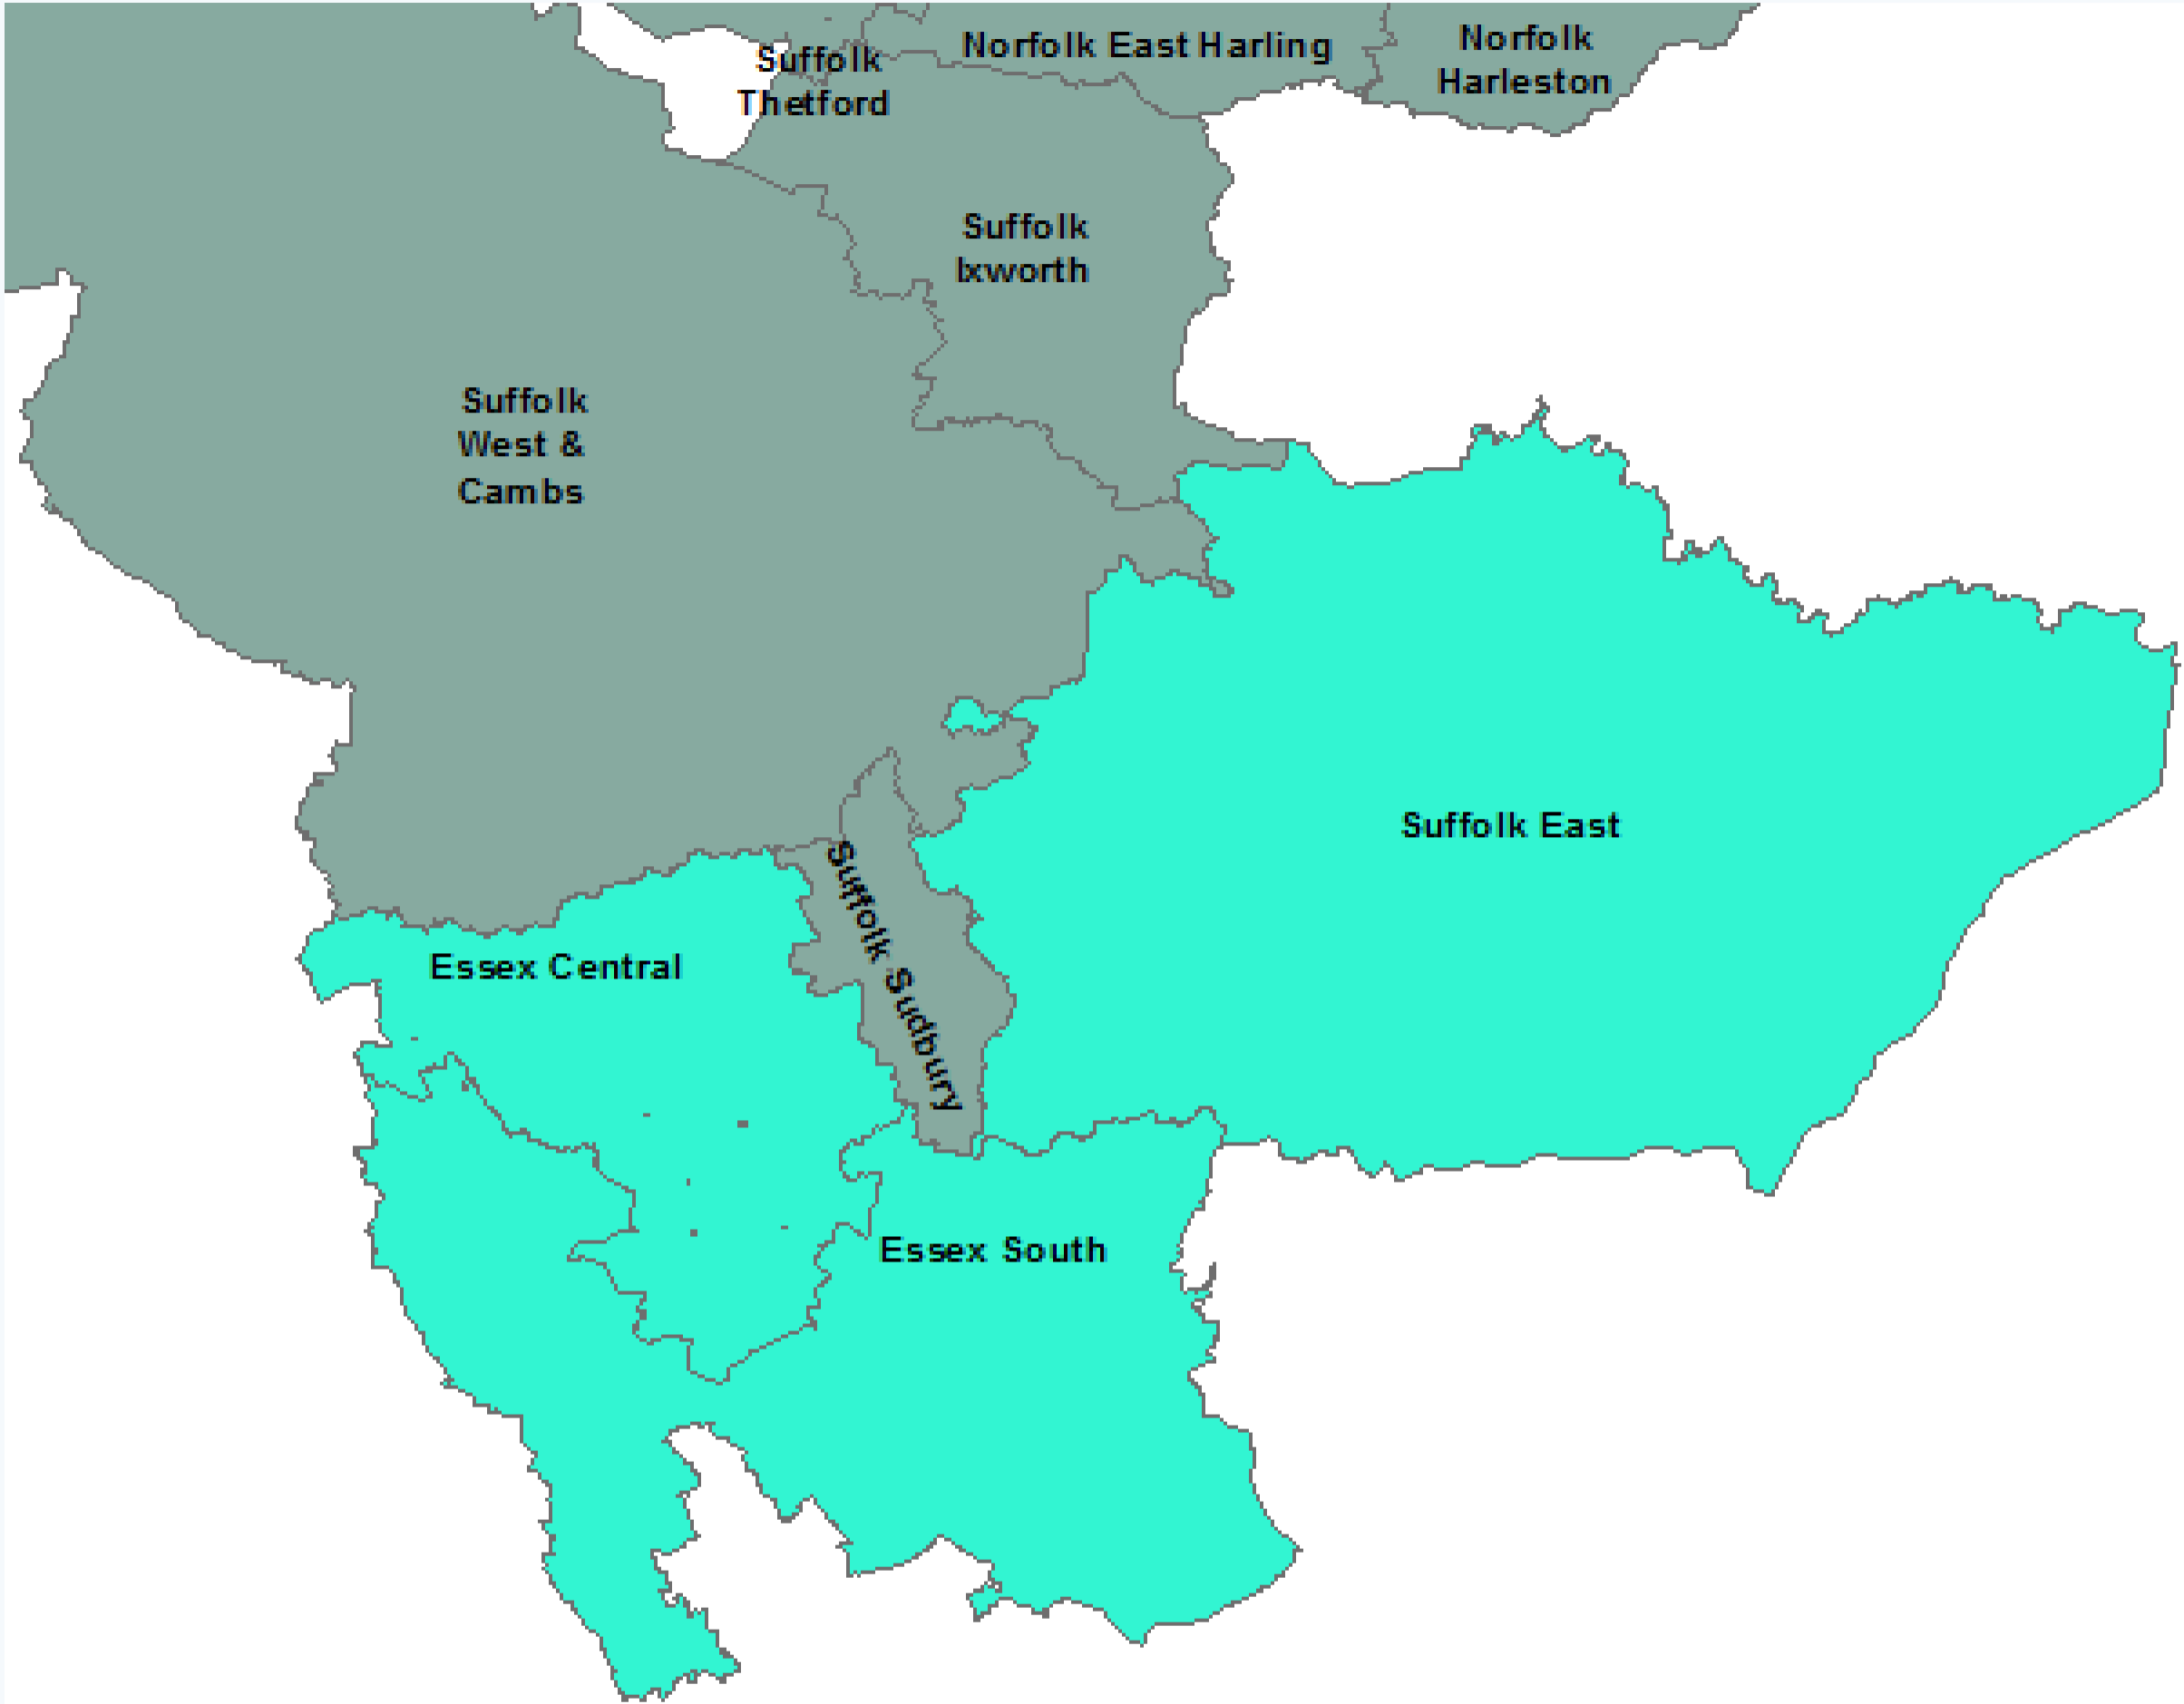 Suffolk
Thetford
Norfolk East Harling
Norfolk
Harleston
Suffolk
Ixworth
Suffolk
West &
Cambs
Suffolk East
Suffolk Sudbury
Essex Central
Essex South